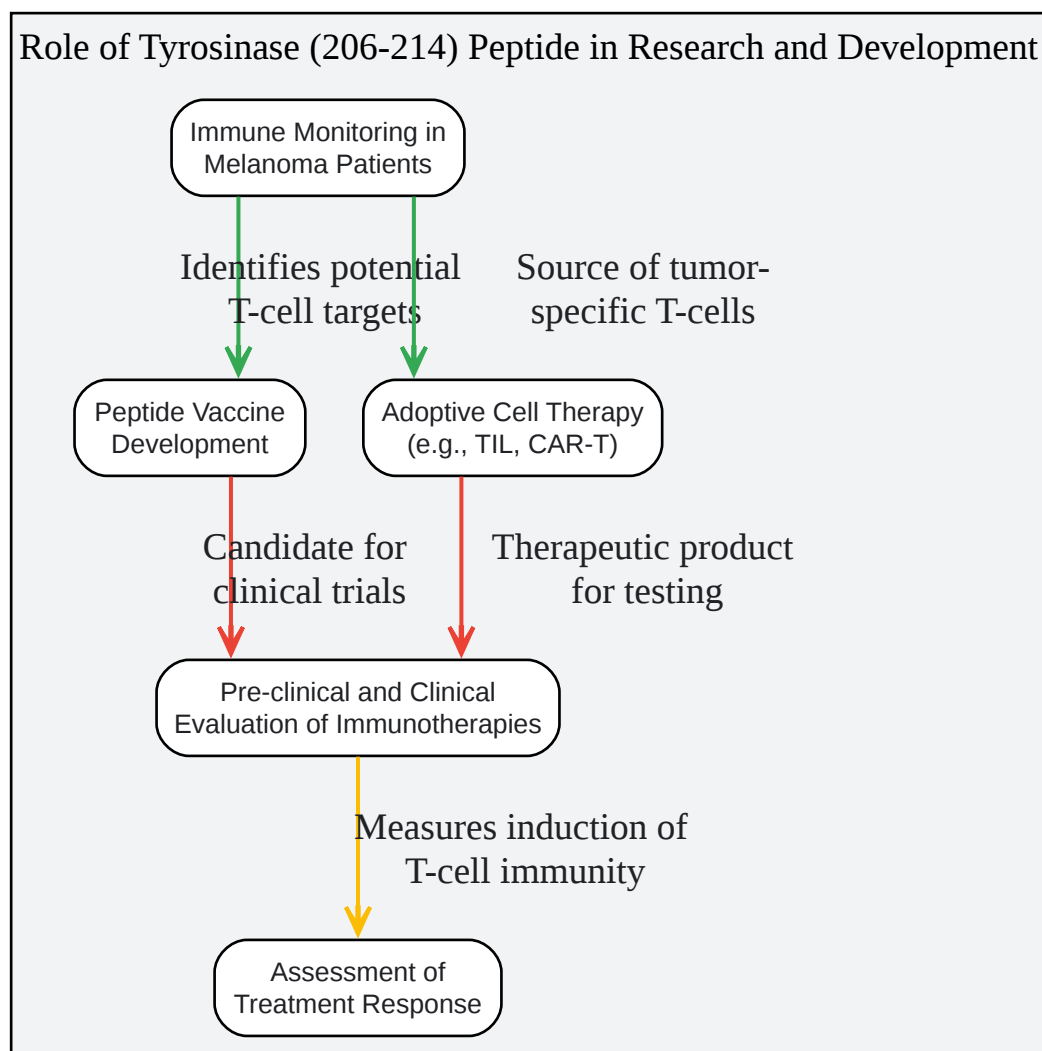 Role of Tyrosinase (206-214) Peptide in Research and Development
Immune Monitoring in
Melanoma Patients
Identifies potential
T-cell targets
Source of tumor-
specific T-cells
Peptide Vaccine
Development
Adoptive Cell Therapy
(e.g., TIL, CAR-T)
Candidate for
clinical trials
Therapeutic product
for testing
Pre-clinical and Clinical
Evaluation of Immunotherapies
Measures induction of
T-cell immunity
Assessment of
Treatment Response